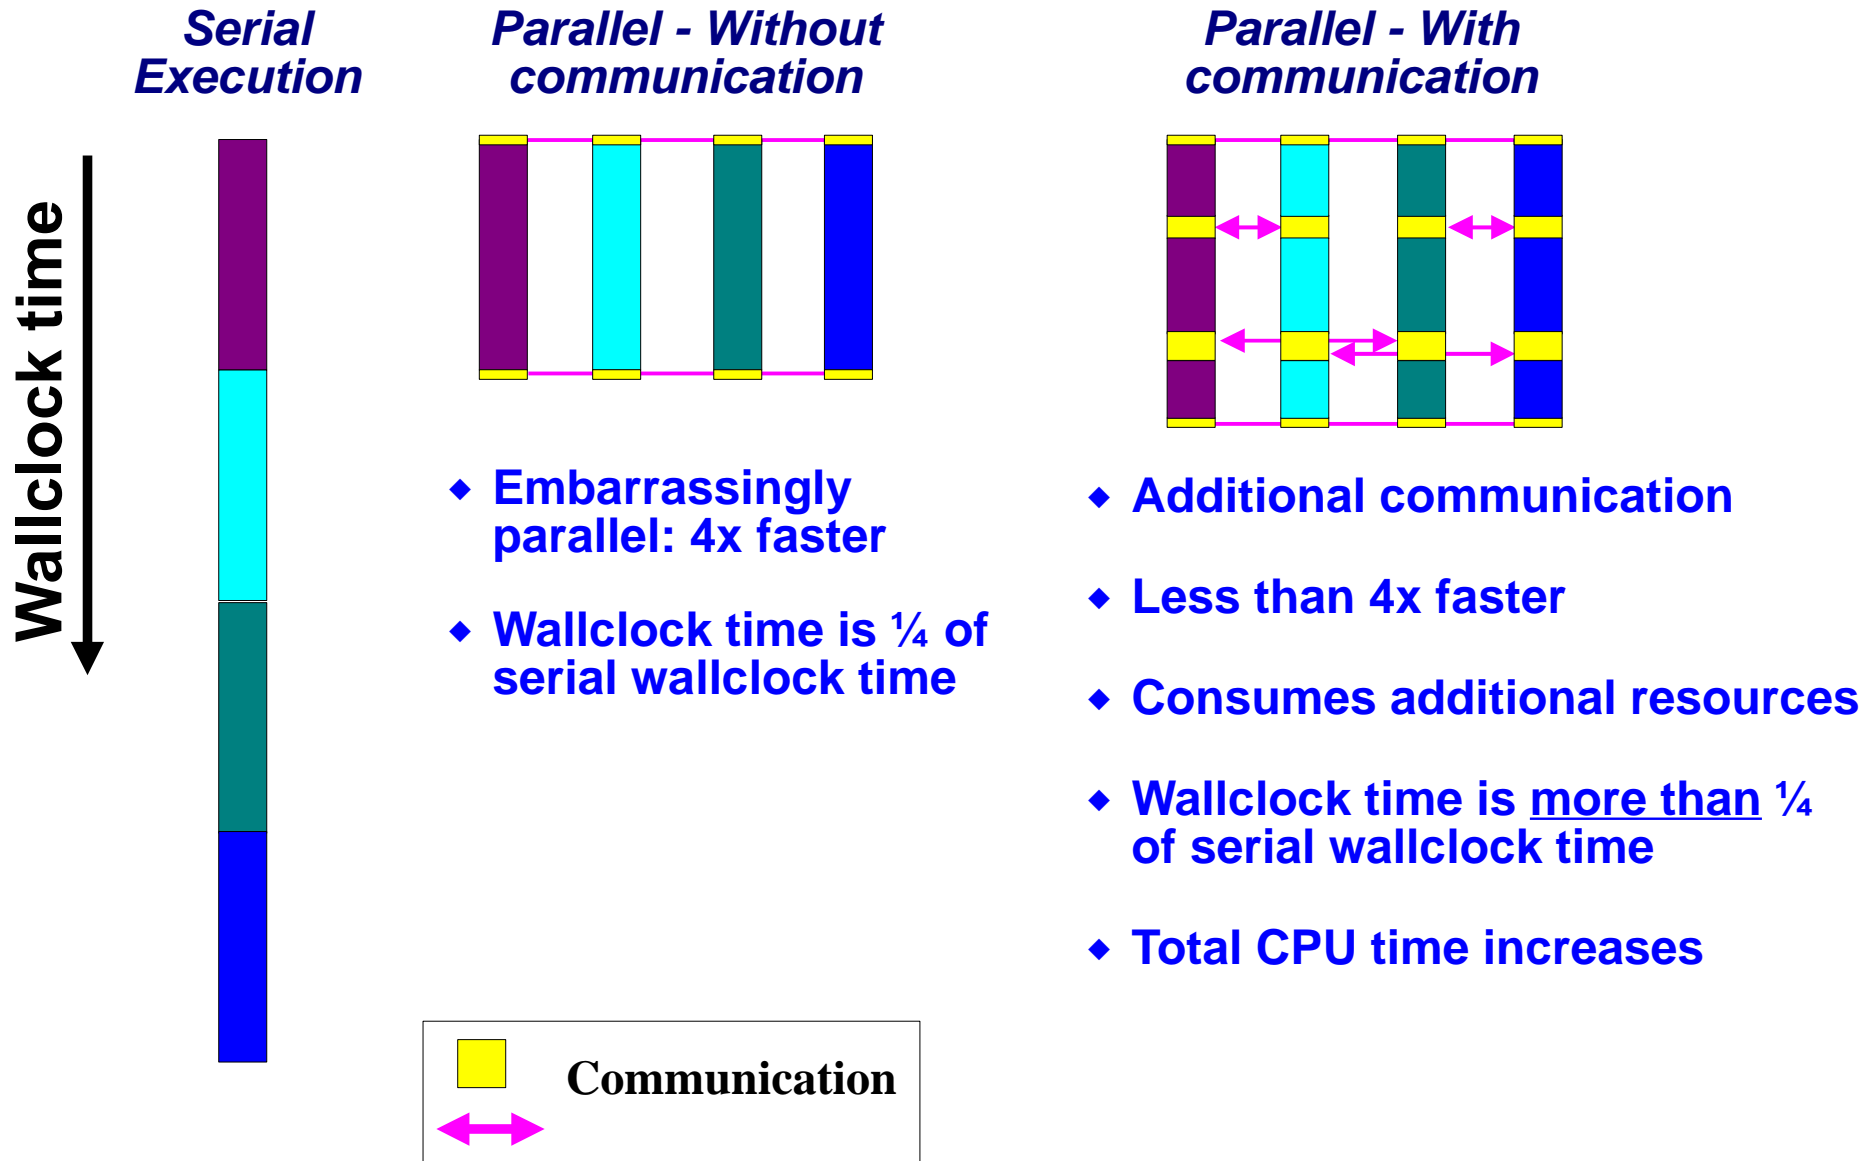 Serial
Execution
Parallel - Without
communication
Parallel - With
communication
Wallclock time
◆ Embarrassingly
parallel: 4x faster
◆ Wallclock time is ¼ of
serial wallclock time
◆ Additional communication
◆ Less than 4x faster
◆ Consumes additional resources
◆ Wallclock time is more than ¼
of serial wallclock time
◆ Total CPU time increases
Communication